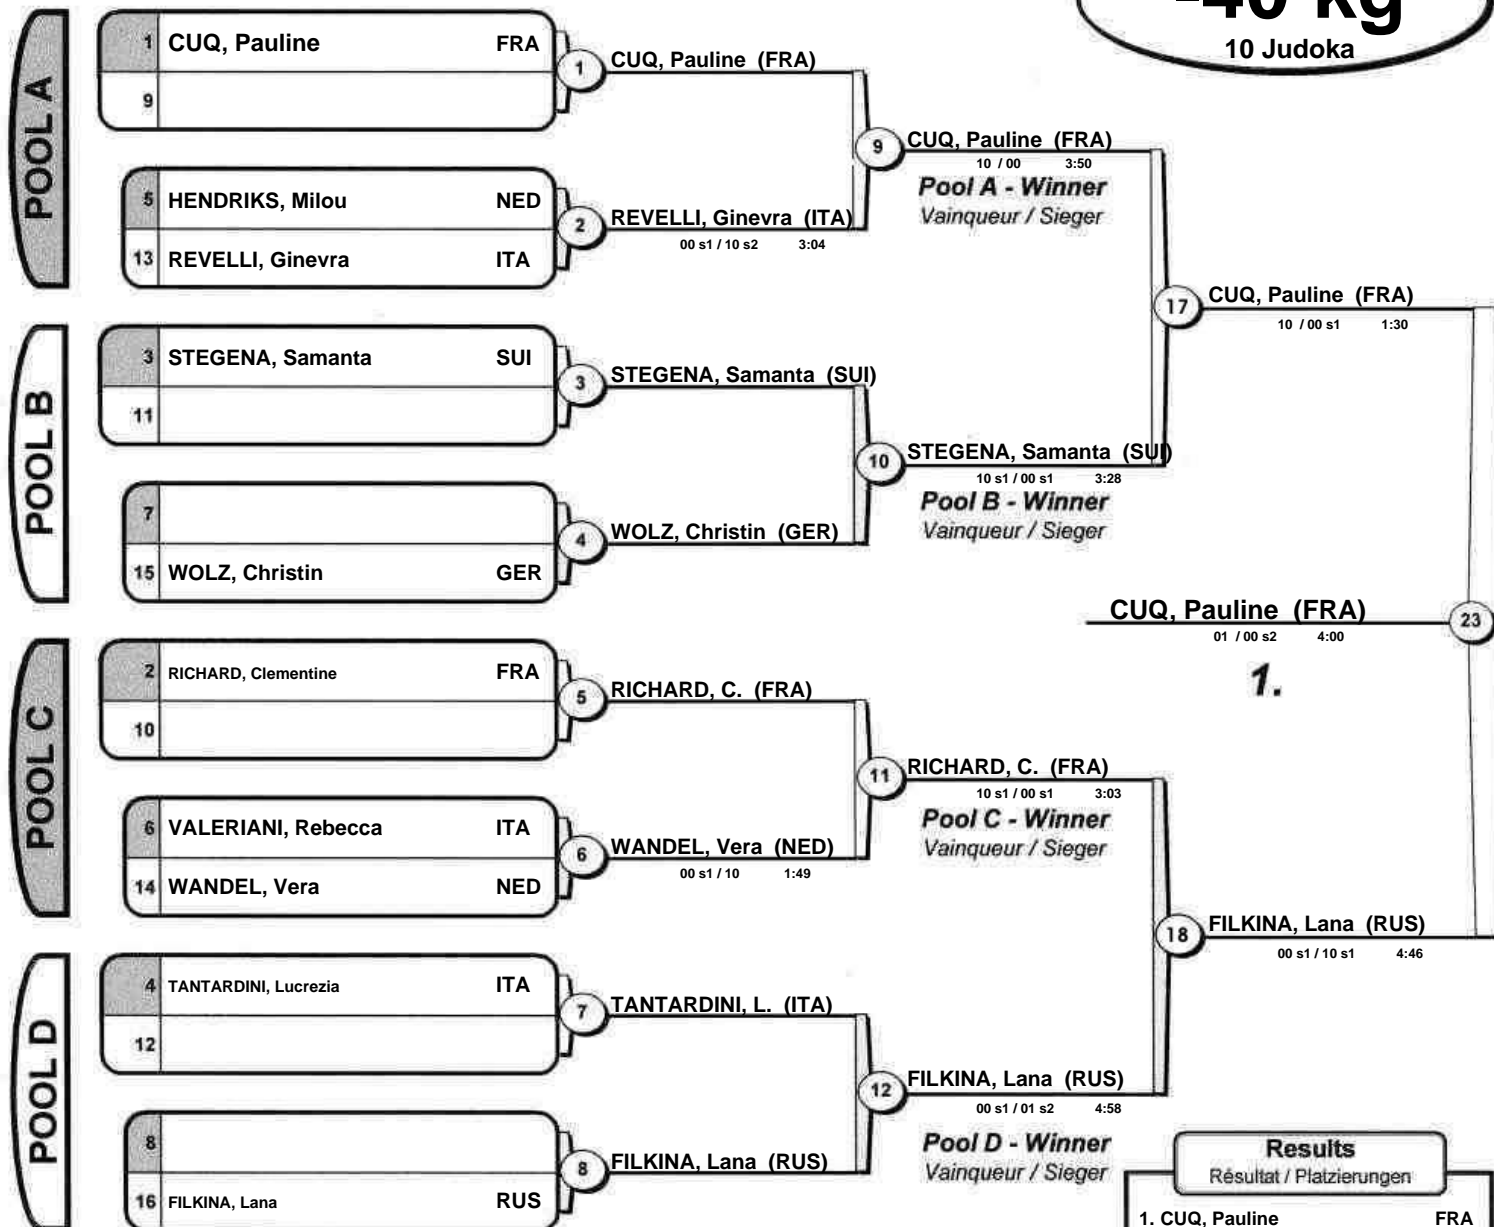 -40 kg
10 Judoka
POOL A
1 CUQ, Pauline FRA
9
1
CUQ, Pauline (FRA)
5 HENDRIKS, Milou NED
13 REVELLI, Ginevra ITA
2
REVELLI, Ginevra (ITA)
00 s1 / 10 s2 3:04
9
CUQ, Pauline (FRA)
10 / 00 3:50
Pool A - Winner
Vainqueur / Sieger
POOL B
3 STEGENA, Samanta SUI
11
3
STEGENA, Samanta (SUI)
7
15 WOLZ, Christin GER
4
WOLZ, Christin (GER)
10
STEGENA, Samanta (SUI)
10 s1 / 00 s1 3:28
Pool B - Winner
Vainqueur / Sieger
17
CUQ, Pauline (FRA)
10 / 00 s1 1:30
CUQ, Pauline (FRA)
01 / 00 s2 4:00
1.
23
POOL C
2 RICHARD, Clementine FRA
10
5
RICHARD, C. (FRA)
6 VALERIANI, Rebecca ITA
14 WANDEL, Vera NED
6
WANDEL, Vera (NED)
00 s1 / 10 1:49
11
RICHARD, C. (FRA)
10 s1 / 00 s1 3:03
Pool C - Winner
Vainqueur / Sieger
18
FILKINA, Lana (RUS)
00 s1 / 10 s1 4:46
POOL D
4 TANTARDINI, Lucrezia ITA
12
7
TANTARDINI, L. (ITA)
8
16 FILKINA, Lana RUS
8
FILKINA, Lana (RUS)
12
FILKINA, Lana (RUS)
00 s1 / 01 s2 4:58
Pool D - Winner
Vainqueur / Sieger
Results
Résultat / Platzierungen
1. CUQ, Pauline FRA